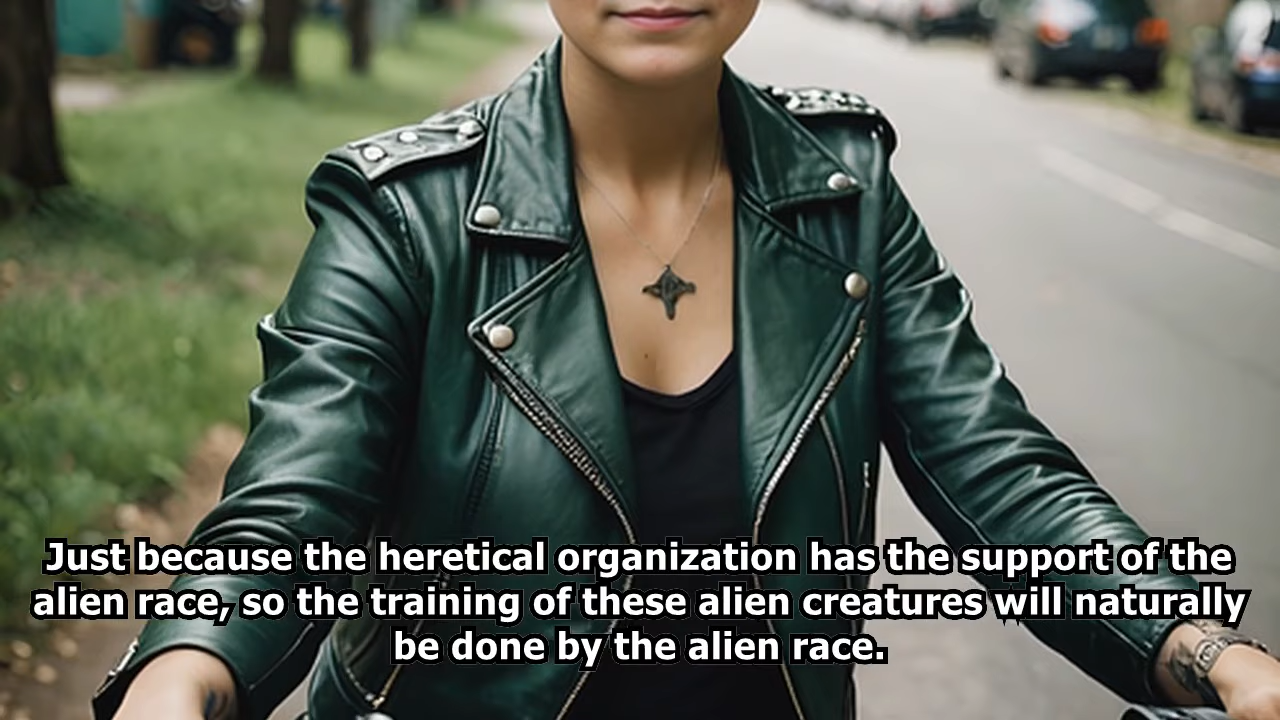 Just because the heretical organization has the support of the
alien race, so the training of these alien creatures will naturally
be done by the alien race.